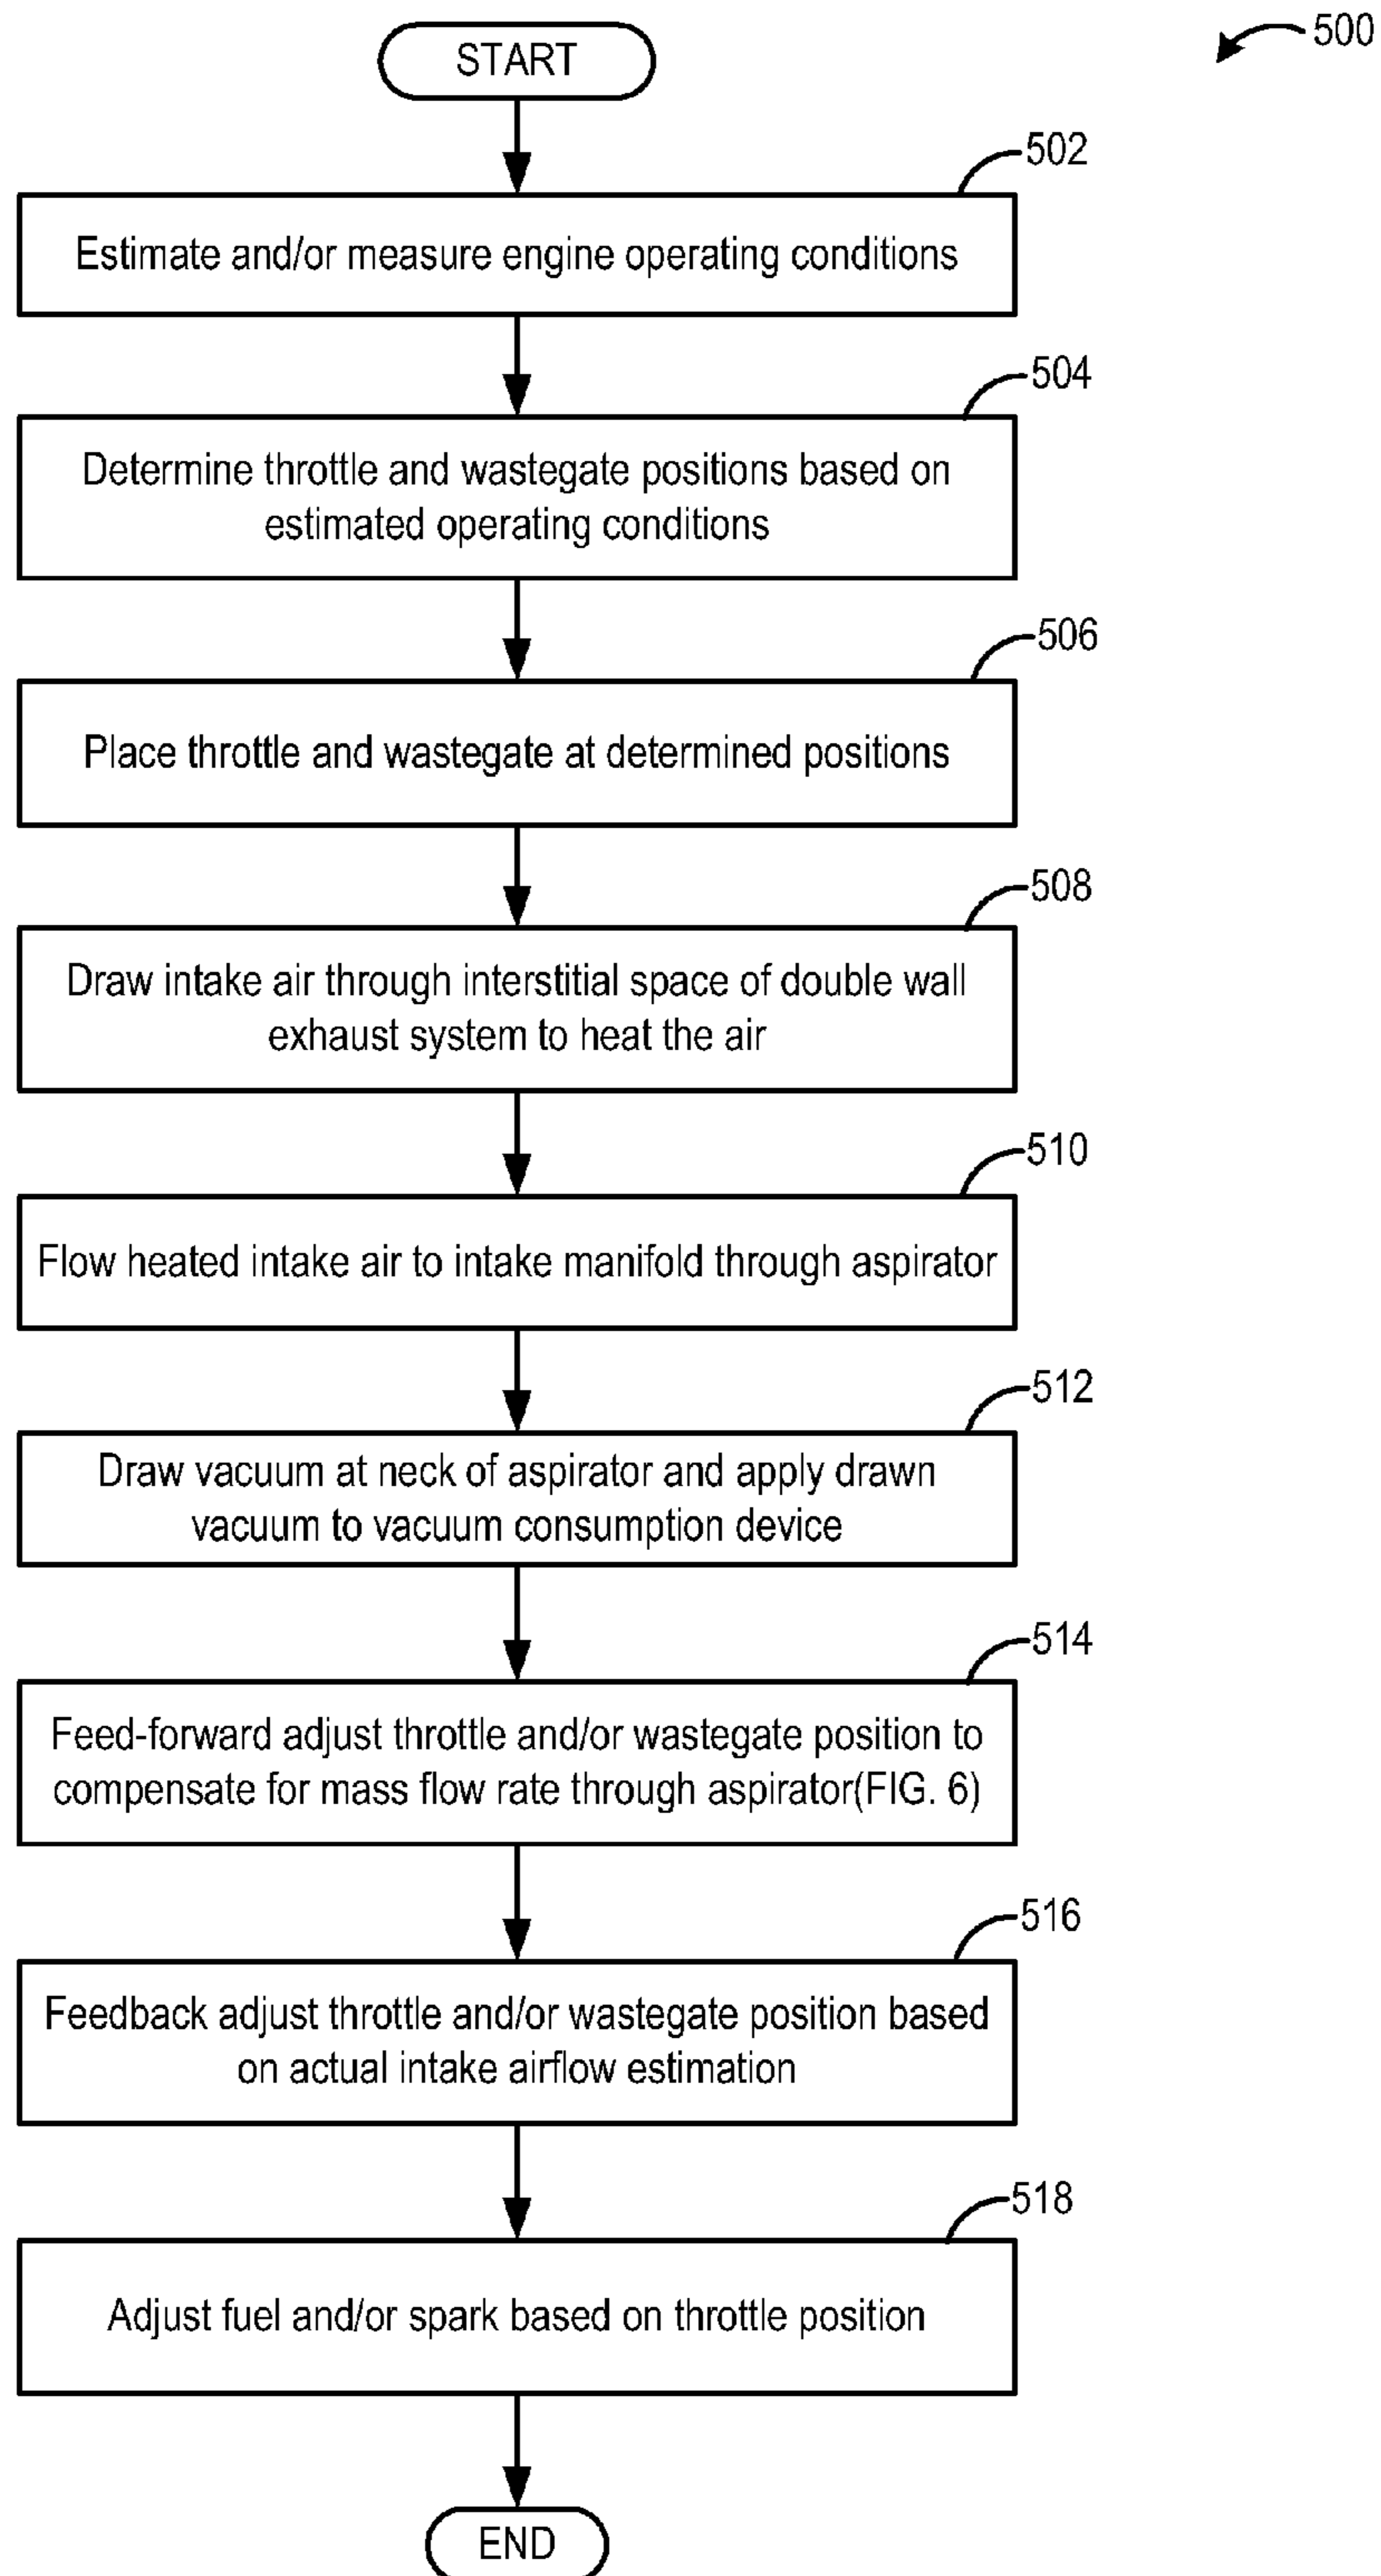 START
500
502
Estimate and/or measure engine operating conditions
504
Determine throttle and wastegate positions based on
estimated operating conditions
506
Place throttle and wastegate at determined positions
508
Draw intake air through interstitial space of double wall
exhaust system to heat the air
510
Flow heated intake air to intake manifold through aspirator
512
Draw vacuum at neck of aspirator and apply drawn
vacuum to vacuum consumption device
514
Feed-forward adjust throttle and/or wastegate position to
compensate for mass flow rate through aspirator(FIG. 6)
516
Feedback adjust throttle and/or wastegate position based
on actual intake airflow estimation
518
Adjust fuel and/or spark based on throttle position
END